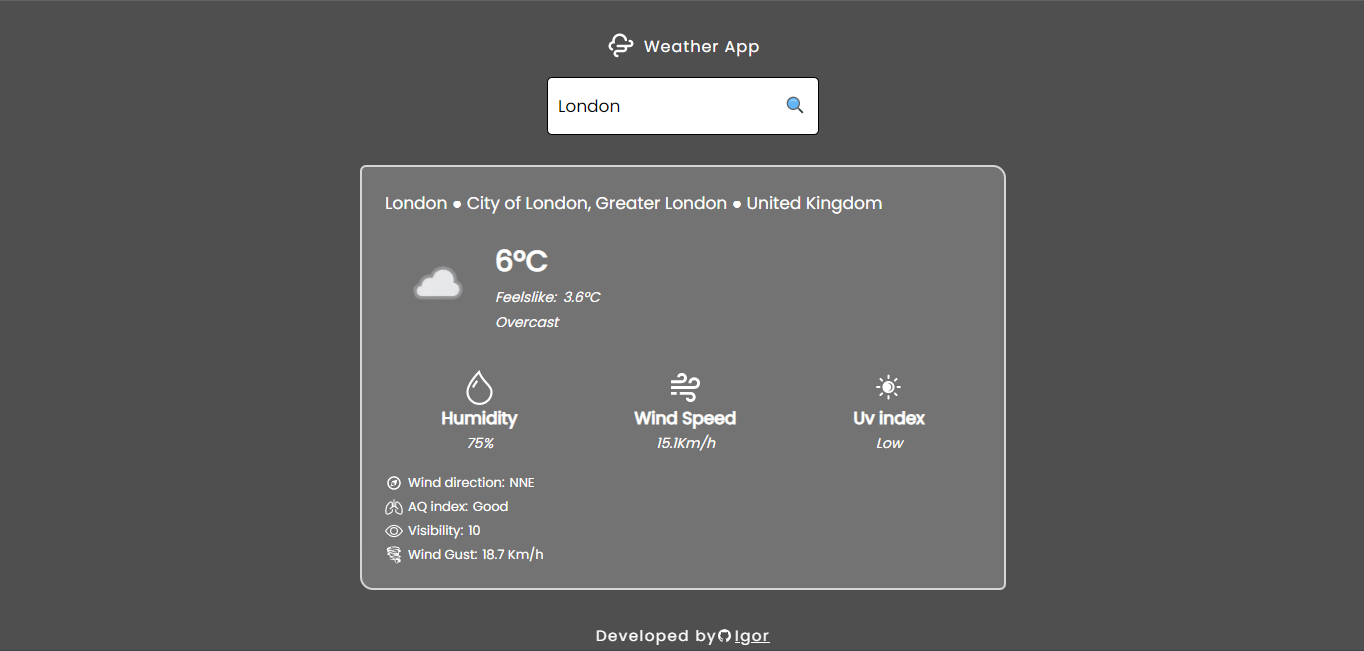 Weather App
London
London ● City of London, Greater London ● United Kingdom
6°C
Feelslike: 3.6°C
Overcast
Humidity Wind Speed Uv index
75% 15.1Km/h Low
Wind direction: NNE
AQ index: Good
Visibility: 10
Wind Gust: 18.7 Km/h
Developed by Igor